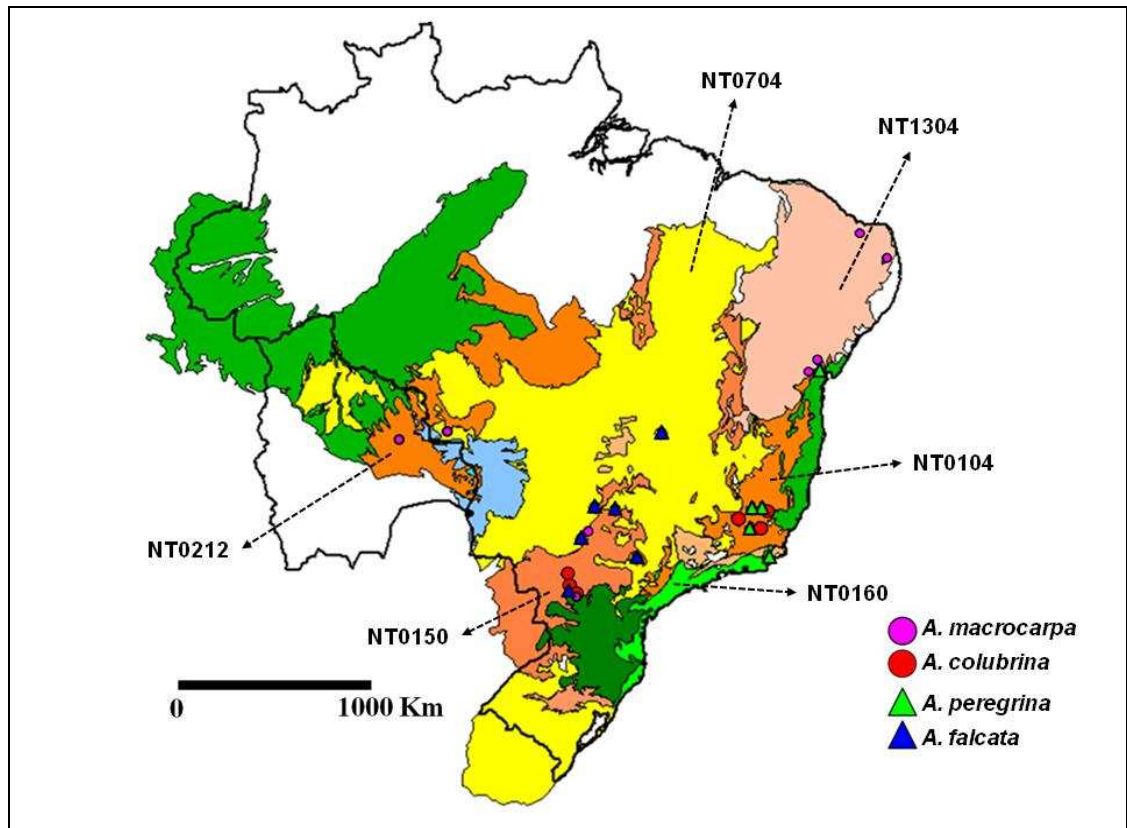 NT0704
NT1304
NT0104
NT0212
NT0160
NT0150
A. macrocarpa
A. colubrina
A. peregrina
A. falcata
0 1000 Km